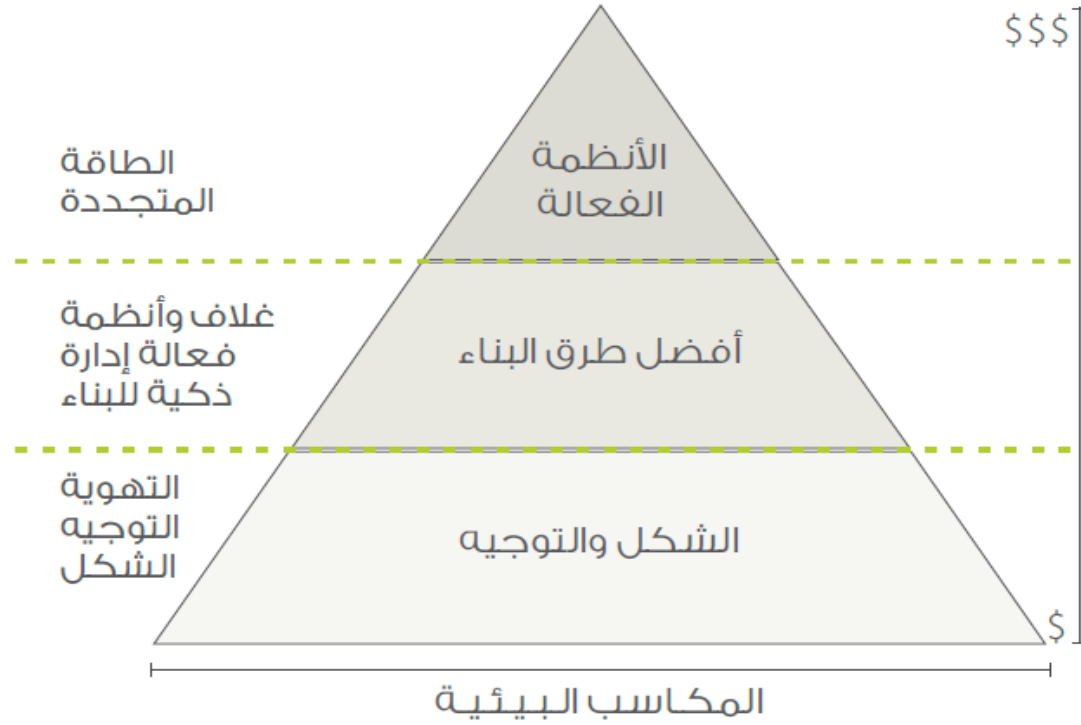 $$$
الأنظمة
الفعالة
الطاقة
المتجددة
أفضل طرق البناء
غلاف وأنظمة
فعالة إدارة
ذكية للبناء
الشكل والتوجيه
التهوية
التوجيه
الشكل
$
المكاسب البيئية